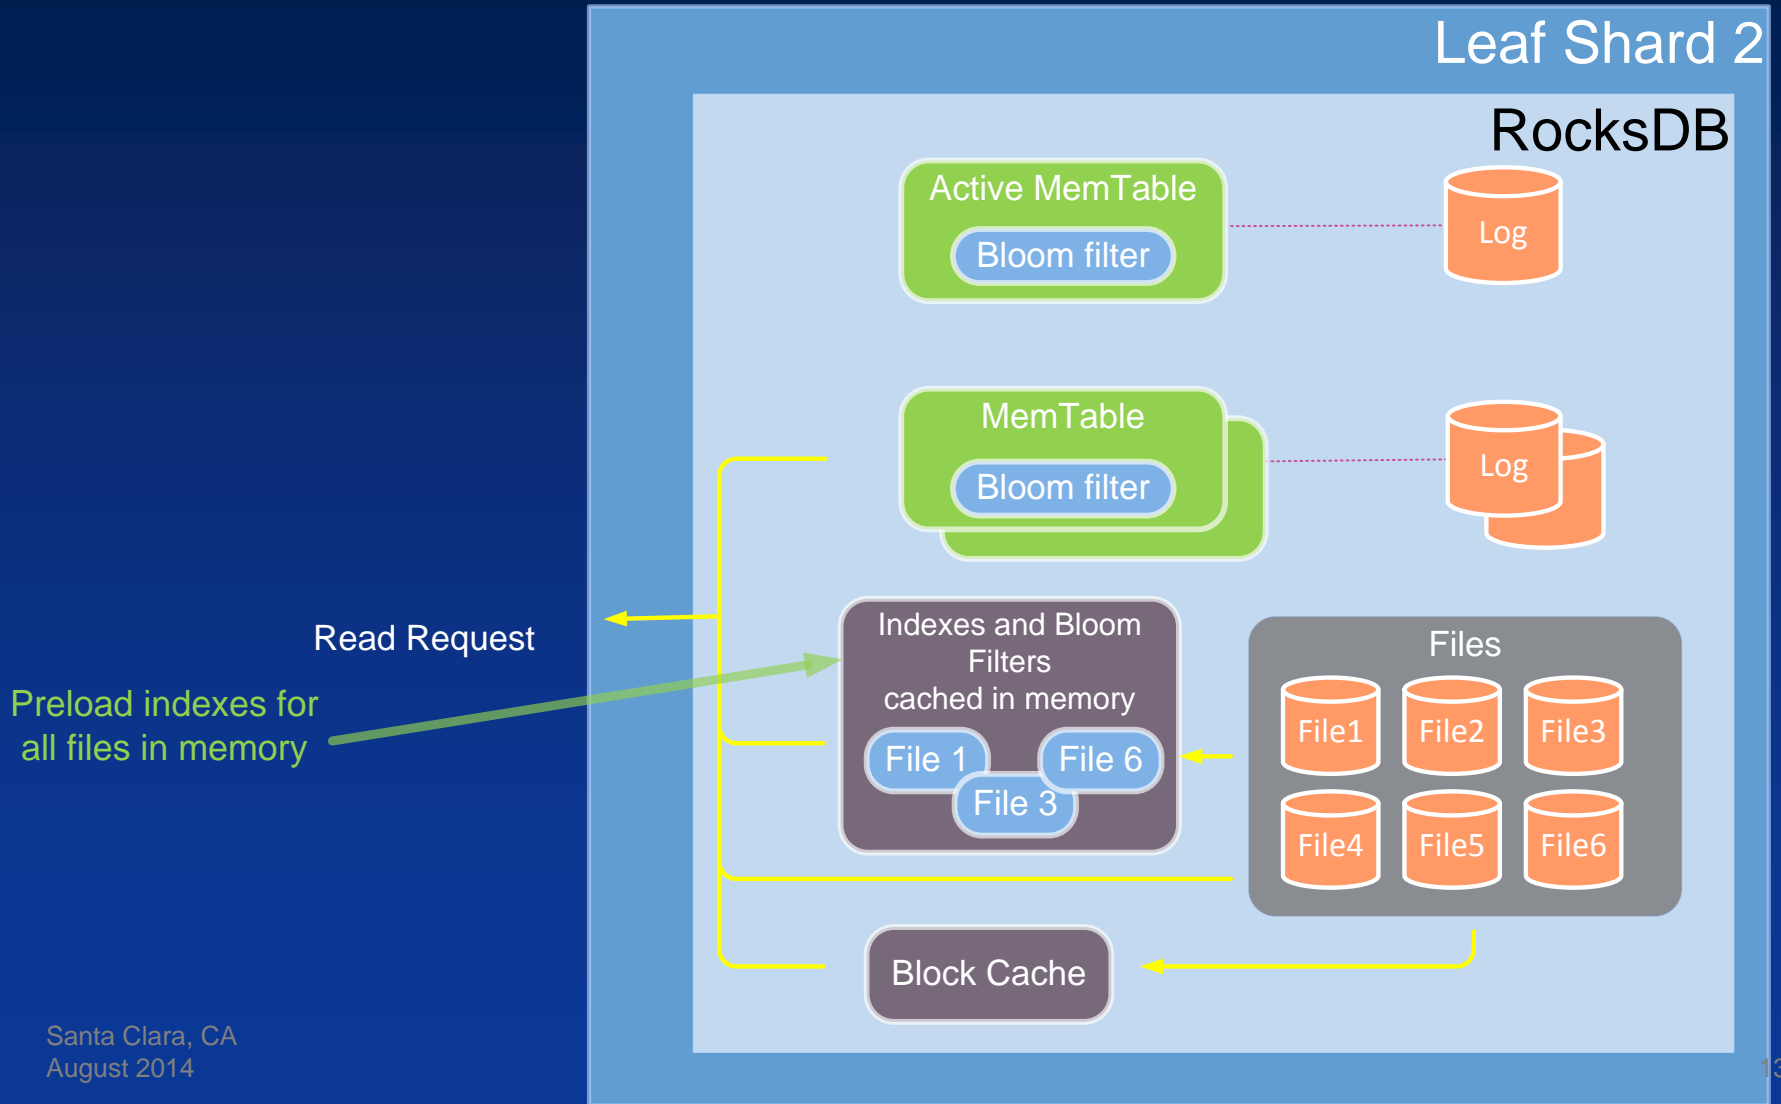 Leaf Shard 2
RocksDB
Active MemTable
Bloom filter
Log
MemTable
Bloom filter
Log
Read Request
Preload indexes for
all files in memory
Indexes and Bloom
Filters
cached in memory
File 1
File 6
File 3
Files
File1
File2
File3
File4
File5
File6
Block Cache
Santa Clara, CA
August 2014
13